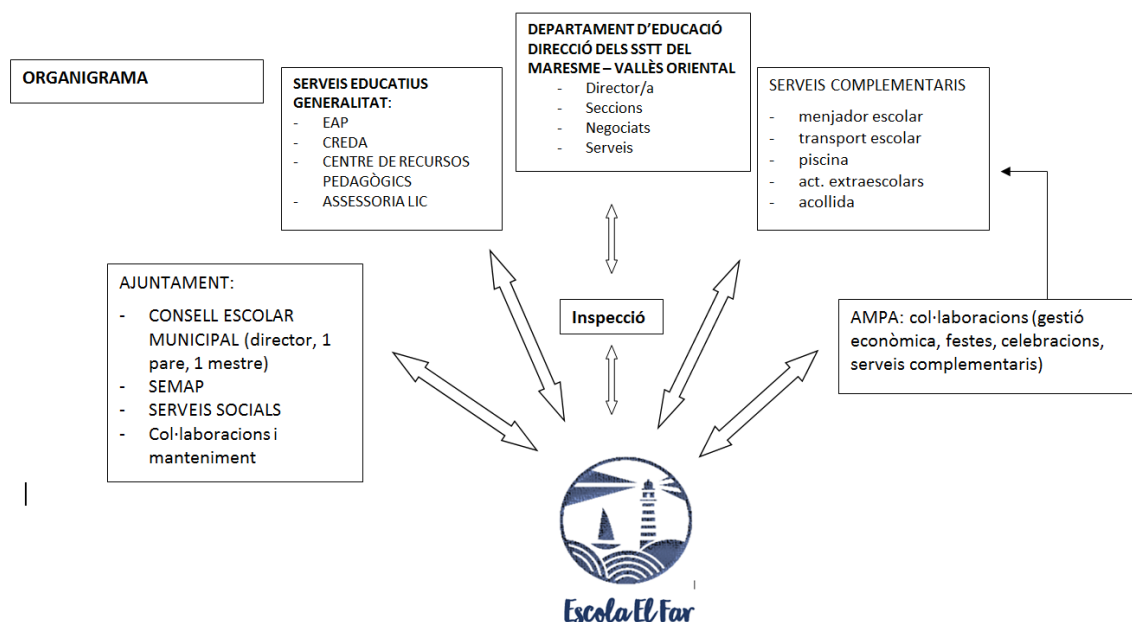 ORGANIGRAMA
SERVEIS EDUCATIUS
GENERALITAT:
- EAP
- CREDA
- CENTRE DE RECURSOS
PEDAGÒGICS
- ASSESSORIA LIC
DEPARTAMENT D'EDUCACIÓ
DIRECCIÓ DELS SSTT DEL
MARESME – VALLÈS ORIENTAL
- Director/a
- Seccions
- Negociats
- Serveis
SERVEIS COMPLEMENTARIS
- menjador escolar
- transport escolar
- piscina
- act. extraescolars
- acollida
AJUNTAMENT:
- CONSELL ESCOLAR
MUNICIPAL (director, 1
pare, 1 mestre)
- SEMAP
- SERVEIS SOCIALS
- Col·laboracions i
manteniment
Inspecció
AMPA: col·laboracions (gestió
econòmica, festes, celebracions,
serveis complementaris)
Escola El Far